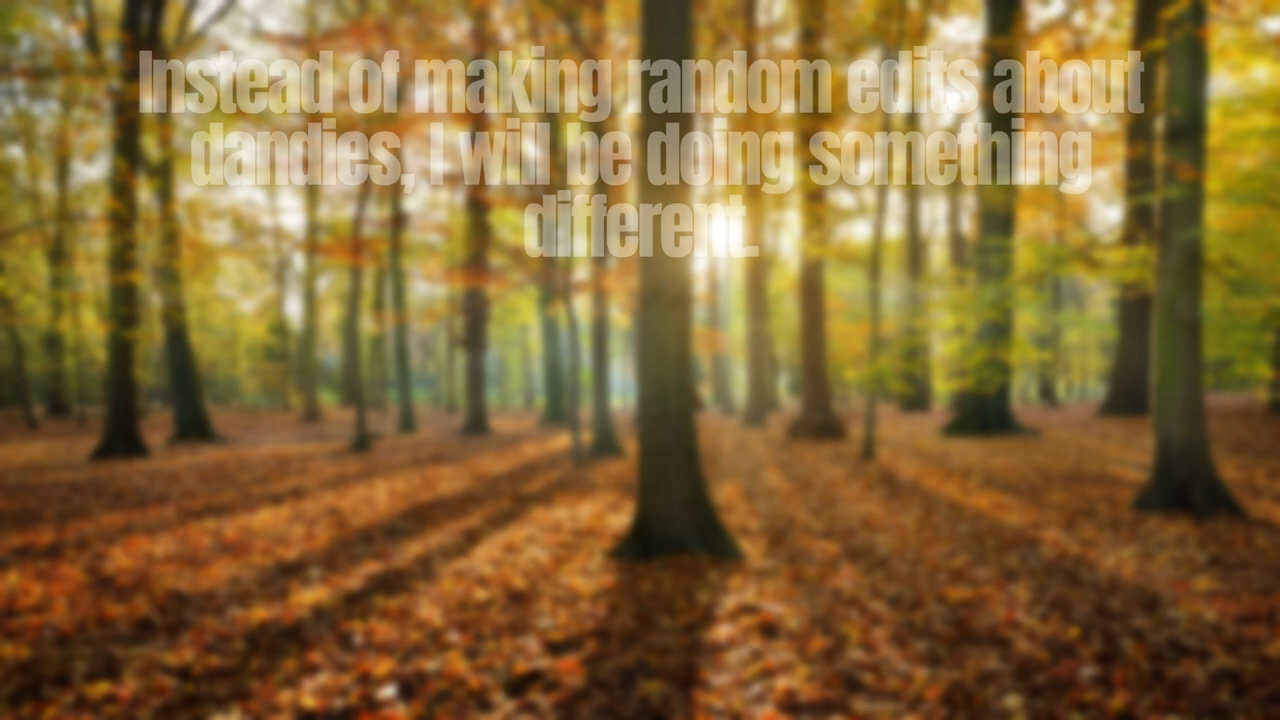 Instead of making random edits about
dandies, I will be doing something
different.